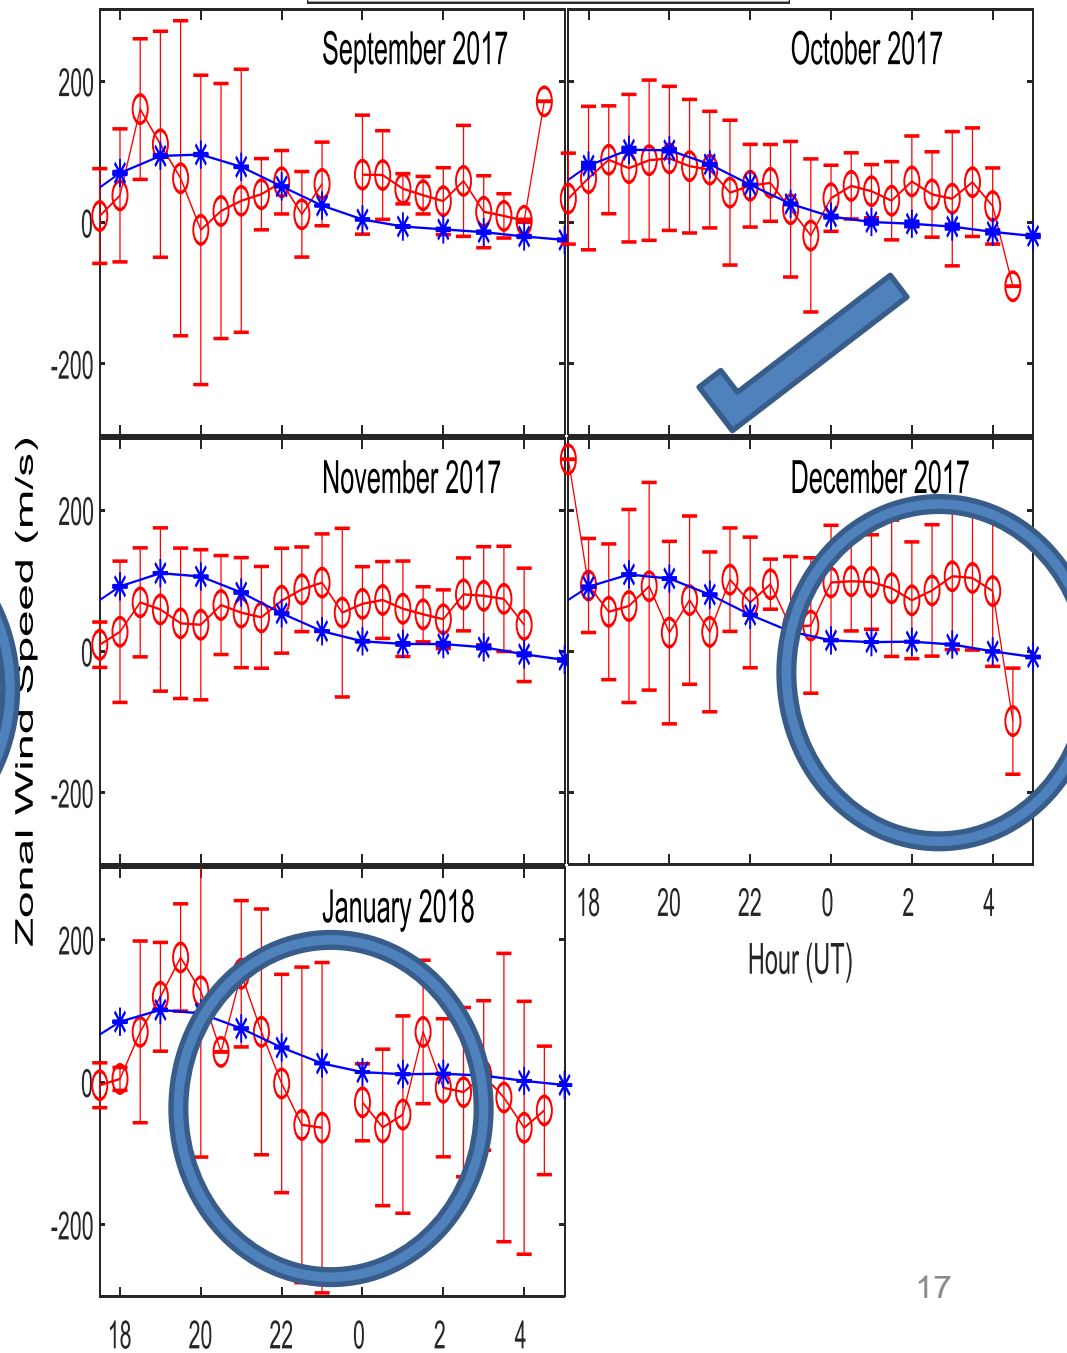 September 2017
October 2017
200
0
-200
November 2017
December 2017
200
0
-200
Zonal Wind Speed (m/s)
18 20 22 0 2 4
Hour (UT)
January 2018
200
0
-200
18 20 22 0 2 4
17